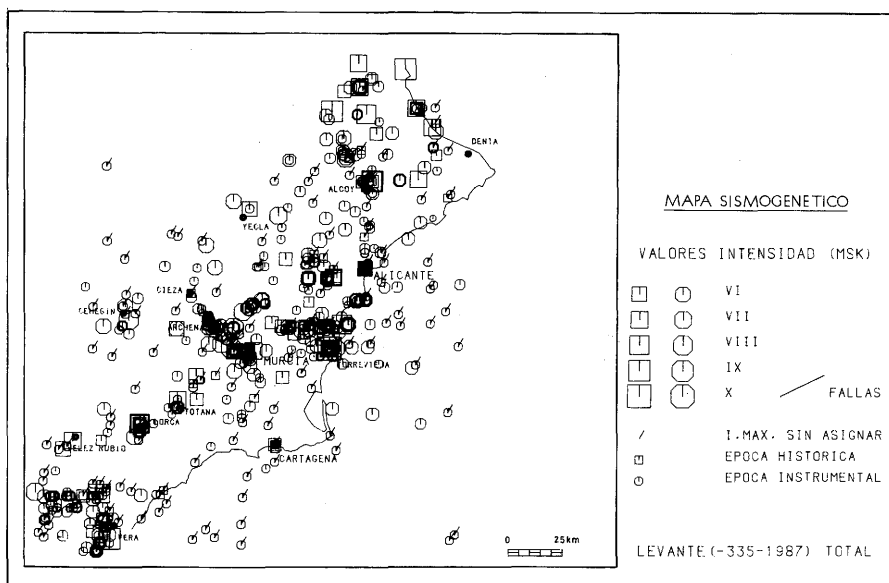 DENIA
ALCOY
YECLA
ALICANTE
CIEZA
CEHEGIN
ARCHENA
MURCIA
TORREVIEJA
TOTANA
LORCA
VELEZ RUBIO
CARTAGENA
VERA
0 25km
MAPA SISMOGENETICO
VALORES INTENSIDAD (MSK)
VI
VII
VIII
IX
X FALLAS
I.MAX. SIN ASIGNAR
EPOCA HISTORICA
EPOCA INSTRUMENTAL
LEVANTE(-335-1987) TOTAL